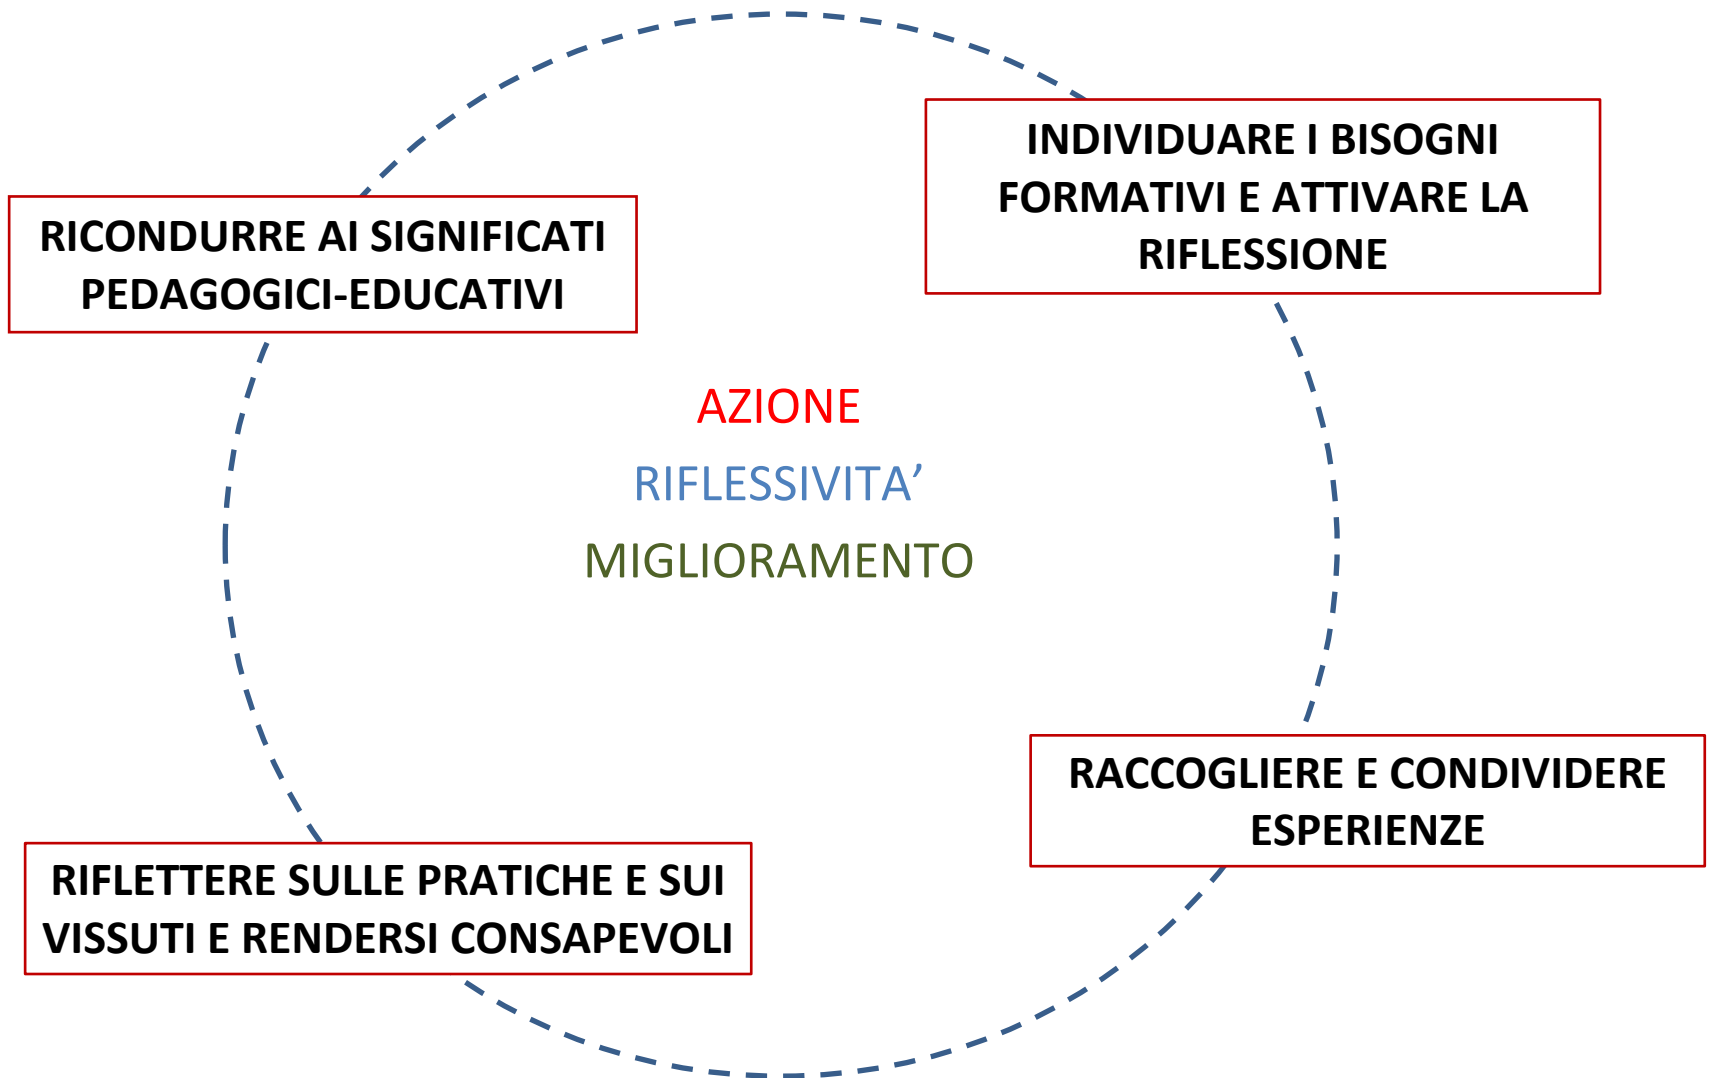 INDIVIDUARE I BISOGNI
FORMATIVI E ATTIVARE LA
RIFLESSIONE
RICONDURRE AI SIGNIFICATI
PEDAGOGICI-EDUCATIVI
AZIONE
RIFLESSIVITA’
MIGLIORAMENTO
RACCOGLIERE E CONDIVIDERE
ESPERIENZE
RIFLETTERE SULLE PRATICHE E SUI
VISSUTI E RENDERSI CONSAPEVOLI